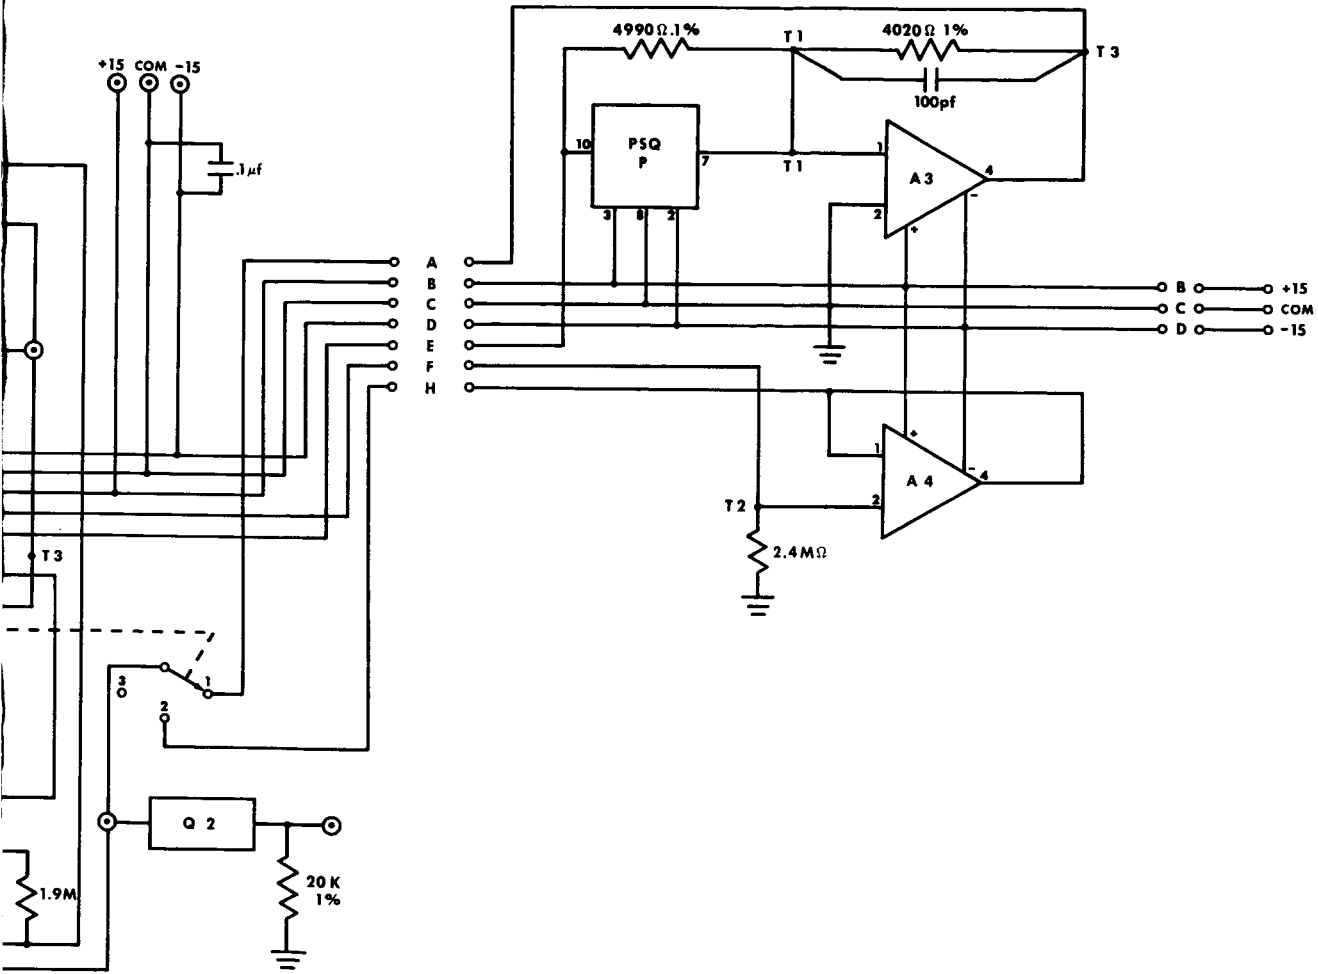 4990Ω.1%
T1
4020Ω 1%
T3
100pf
+15 COM -15
.1μf
10
PSQ
P
7
T1
3
8
2
1
2
A3
4
-
+
A
B
C
D
E
F
H
B
C
D
+15
COM
-15
1
2
+
-
A4
4
T2
2.4MΩ
T3
3
1
2
Q 2
20K
1%
1.9M